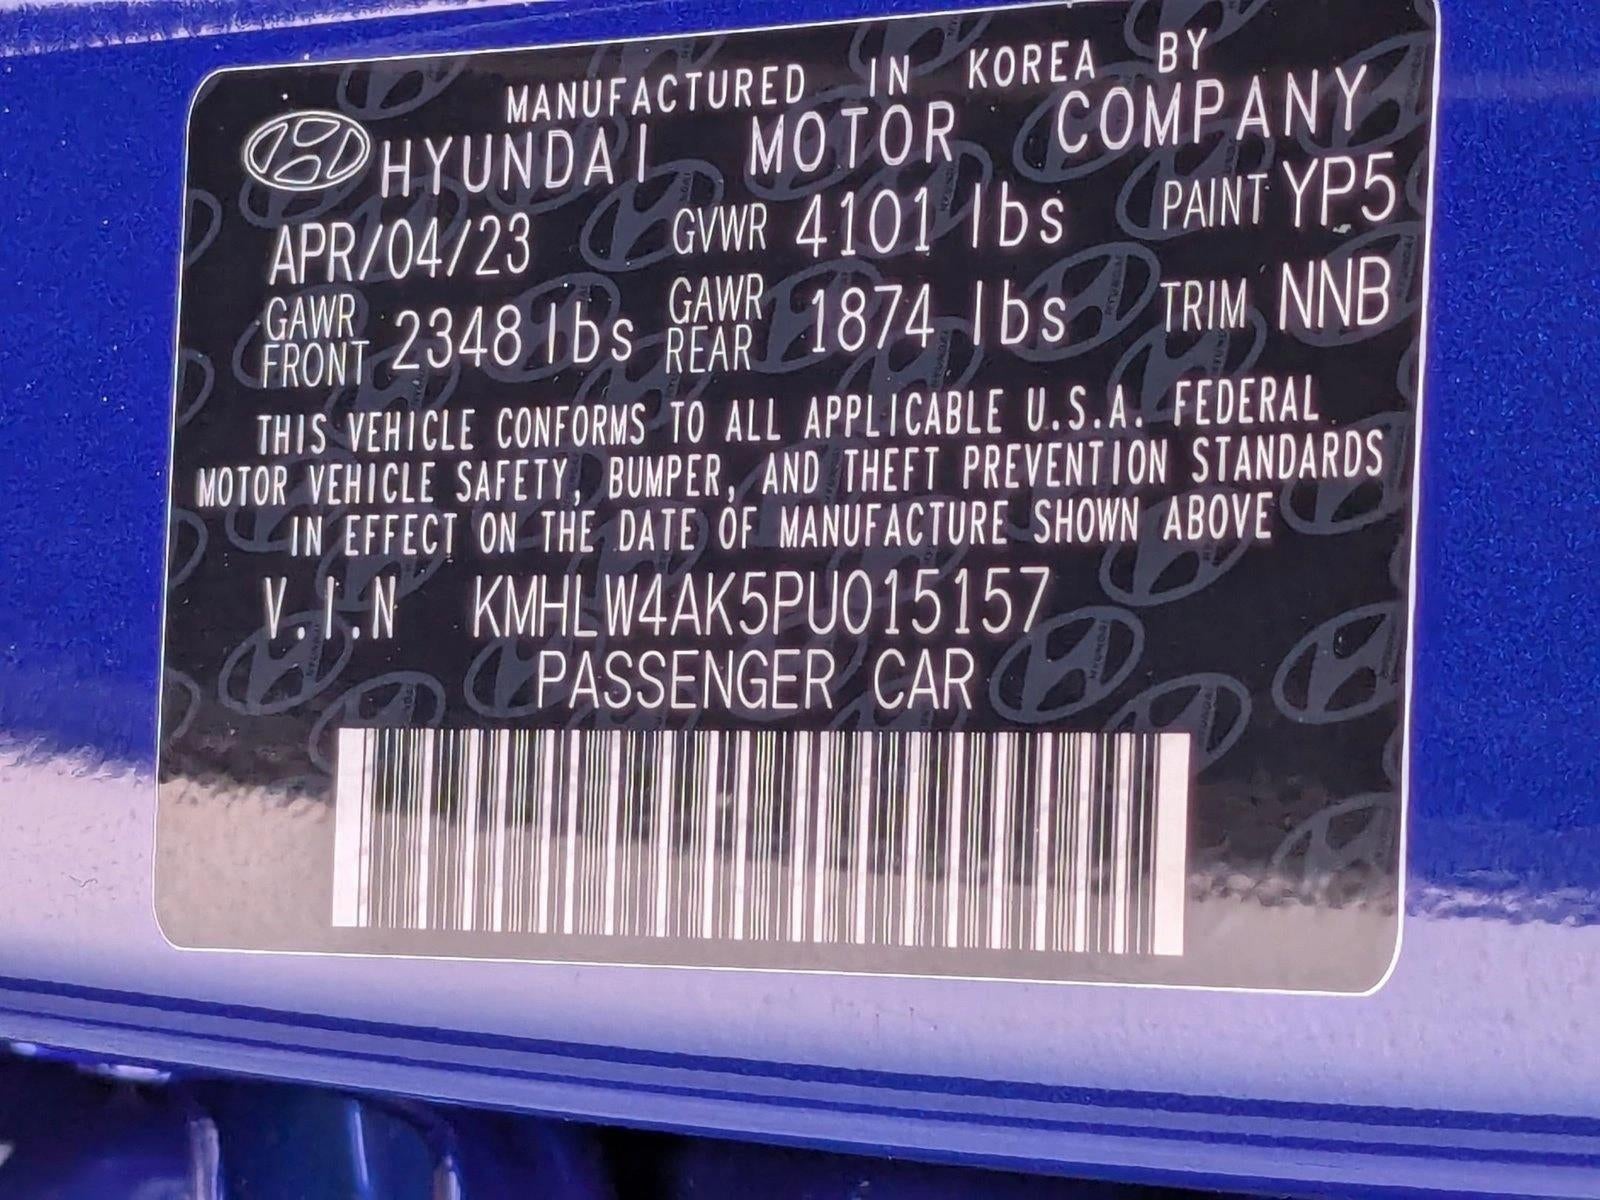 MANUFACTURED IN KOREA BY
HYUNDAI MOTOR COMPANY
APR/04/23 GVWR 4101 lbs PAINT YP5
GAWR FRONT 2348 lbs GAWR REAR 1874 lbs TRIM NNB
THIS VEHICLE CONFORMS TO ALL APPLICABLE U.S.A. FEDERAL
MOTOR VEHICLE SAFETY, BUMPER, AND THEFT PREVENTION STANDARDS
IN EFFECT ON THE DATE OF MANUFACTURE SHOWN ABOVE
V.I.N KMHLW4AK5PU015157
PASSENGER CAR